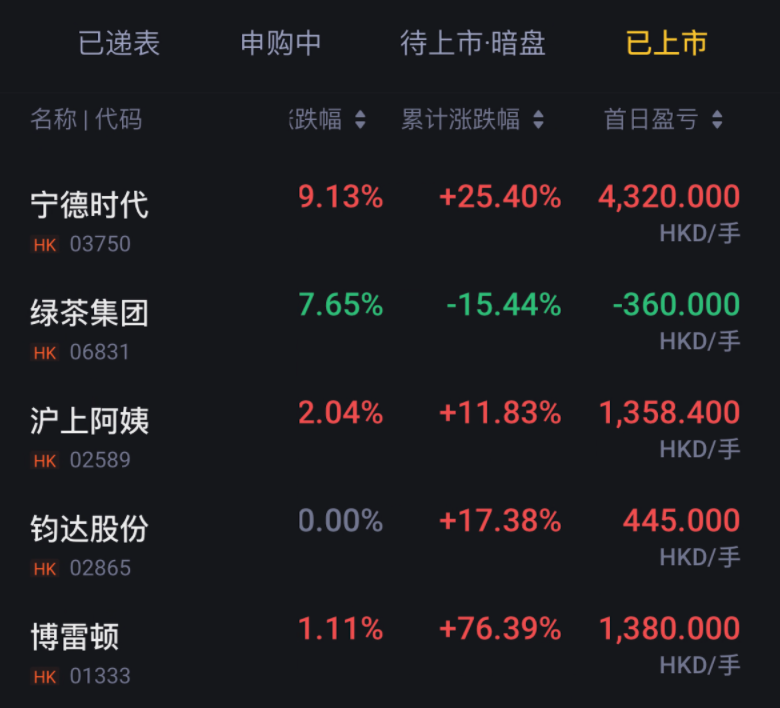 已递表 申购中 待上市·暗盘 已上市
名称 | 代码 跌幅 累计涨跌幅 首日盈亏
宁德时代 9.13% +25.40% 4,320.000
HK 03750 HKD/手
绿茶集团 7.65% -15.44% -360.000
HK 06831 HKD/手
沪上阿姨 2.04% +11.83% 1,358.400
HK 02589 HKD/手
钧达股份 0.00% +17.38% 445.000
HK 02865 HKD/手
博雷顿 1.11% +76.39% 1,380.000
HK 01333 HKD/手